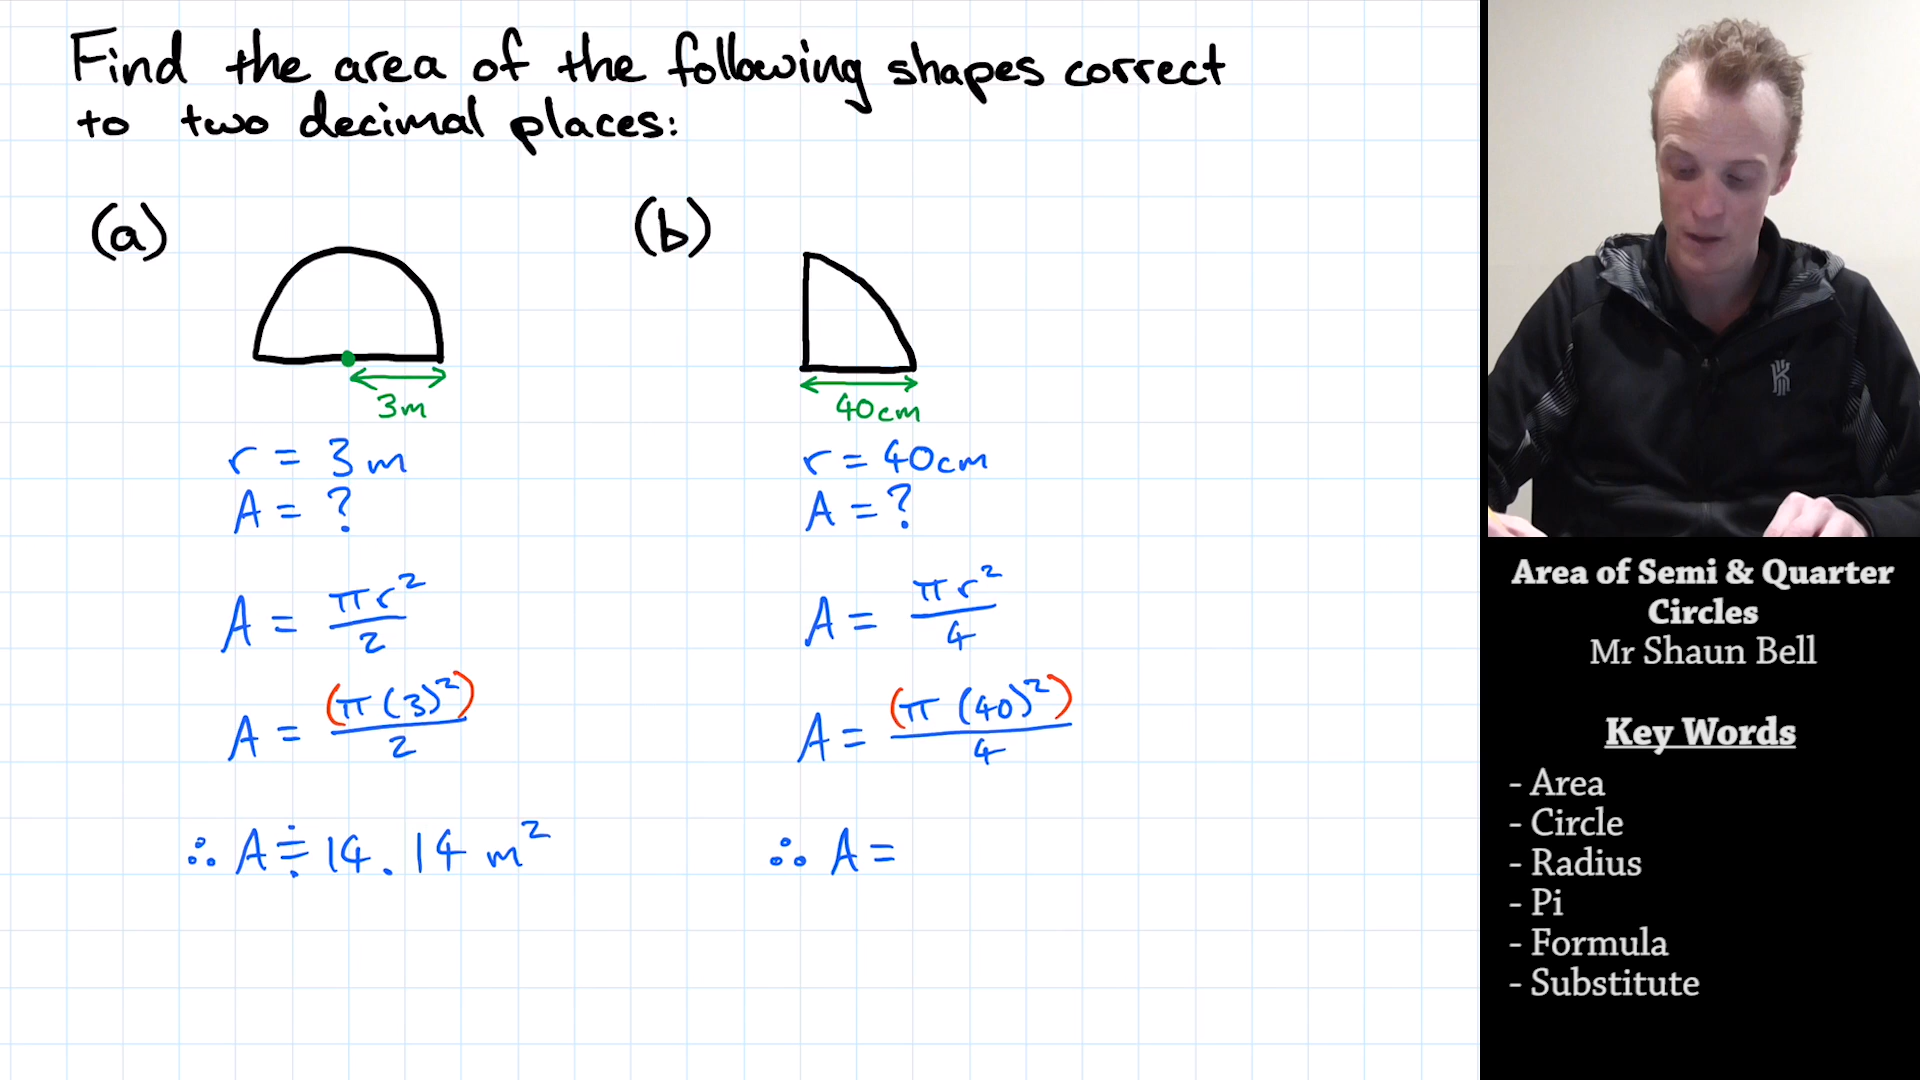 Find the area of the following shapes correct
to two decimal places:
(a)
(b)
3m
40cm
r = 3m
A = ?
A = πr²/2
A = (π(3)²)/2
∴ A ≑ 14.14 m²
r = 40cm
A = ?
A = πr²/4
A = (π(40)²)/4
∴ A =
Area of Semi & Quarter
Circles
Mr Shaun Bell
Key Words
- Area
- Circle
- Radius
- Pi
- Formula
- Substitute